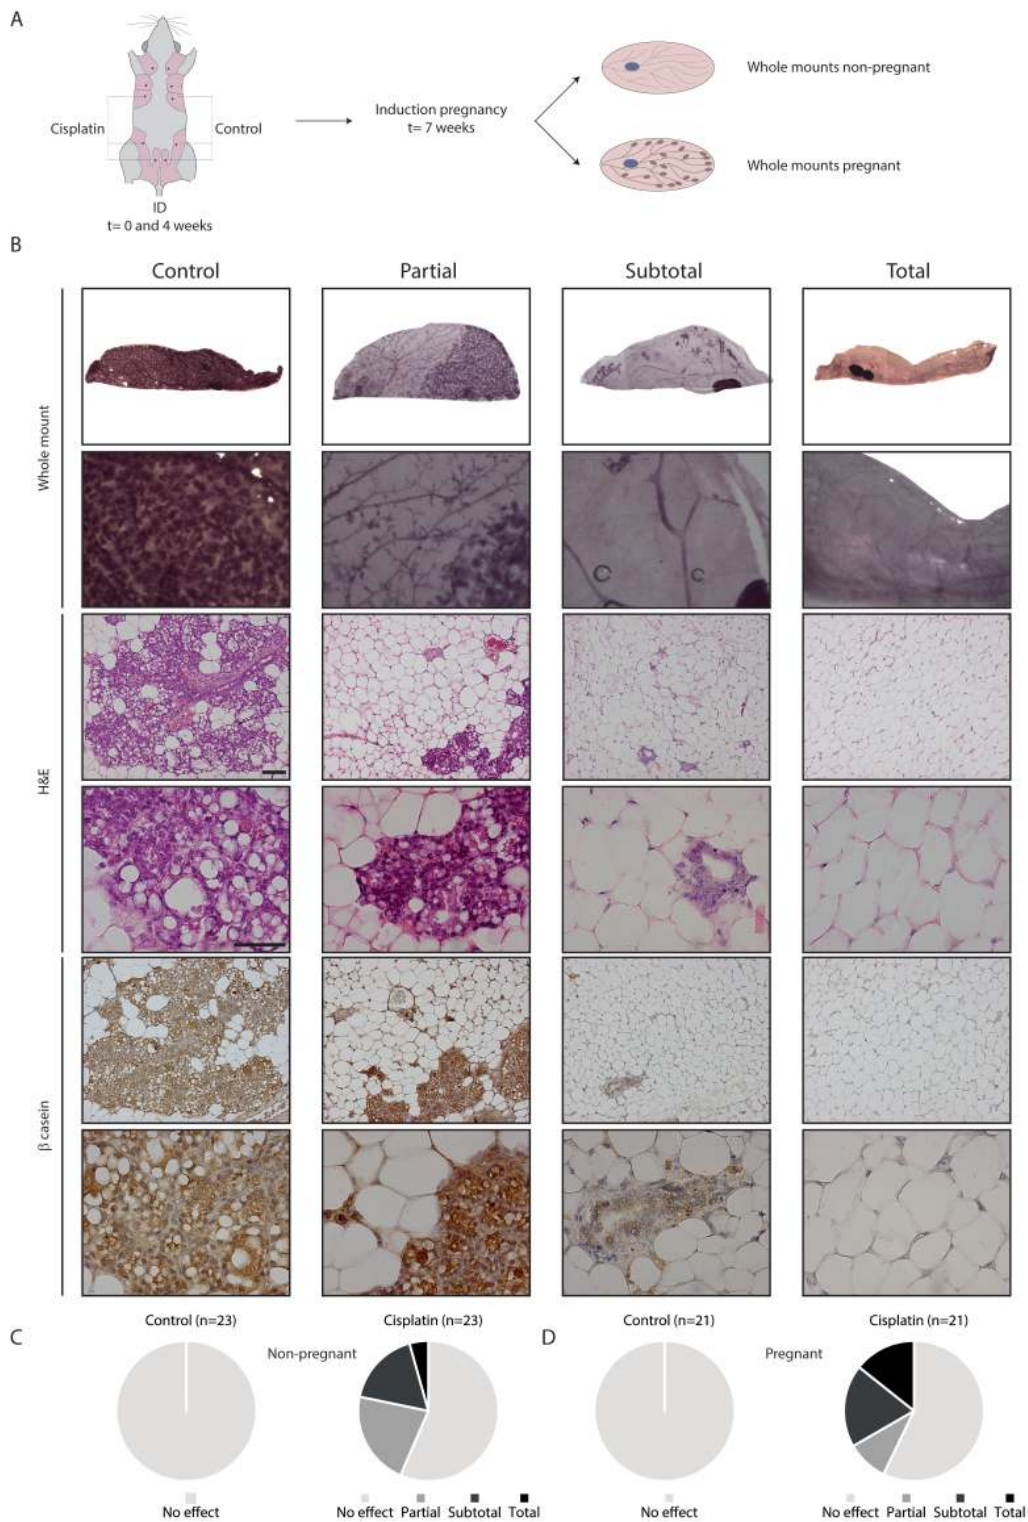 A
Cisplatin
Control
ID
t= 0 and 4 weeks
Induction pregnancy
t= 7 weeks
Whole mounts non-pregnant
Whole mounts pregnant
B
Control
Partial
Subtotal
Total
Whole mount
H&E
β casein
C
Control (n=23)
Non-pregnant
Cisplatin (n=23)
No effect
No effect
Partial
Subtotal
Total
D
Control (n=21)
Pregnant
Cisplatin (n=21)
No effect
No effect
Partial
Subtotal
Total